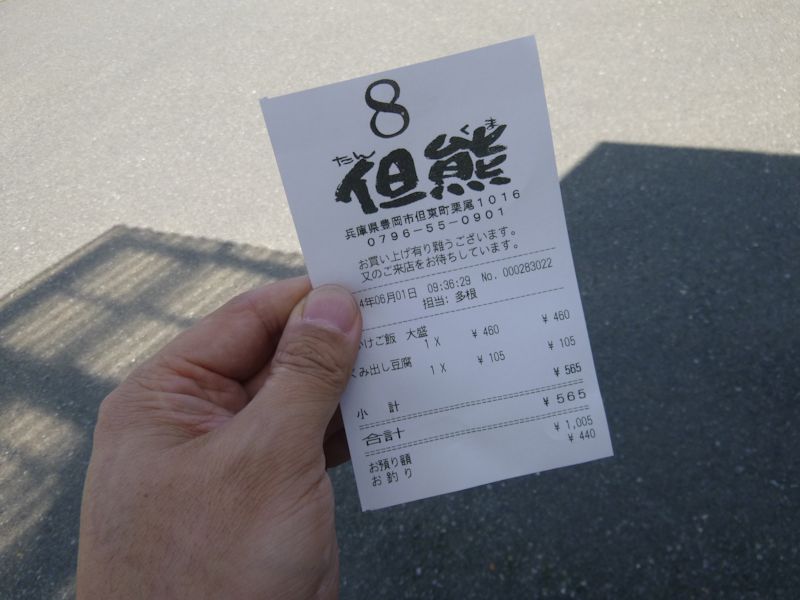 8
たん くま
但熊
兵庫県豊岡市但東町栗尾1016
0796-55-0901
お買い上げ有り難うございます。
又のご来店をお待ちしています。
4年06月01日 09:36:29 No. 000283022
担当: 多根
かけご飯 大盛
1 X ¥ 460 ¥ 460
くみ出し豆腐
1 X ¥ 105 ¥ 105
小 計 ¥ 565
合計 ¥ 565
お預り額 ¥ 1,005
お釣り ¥ 440